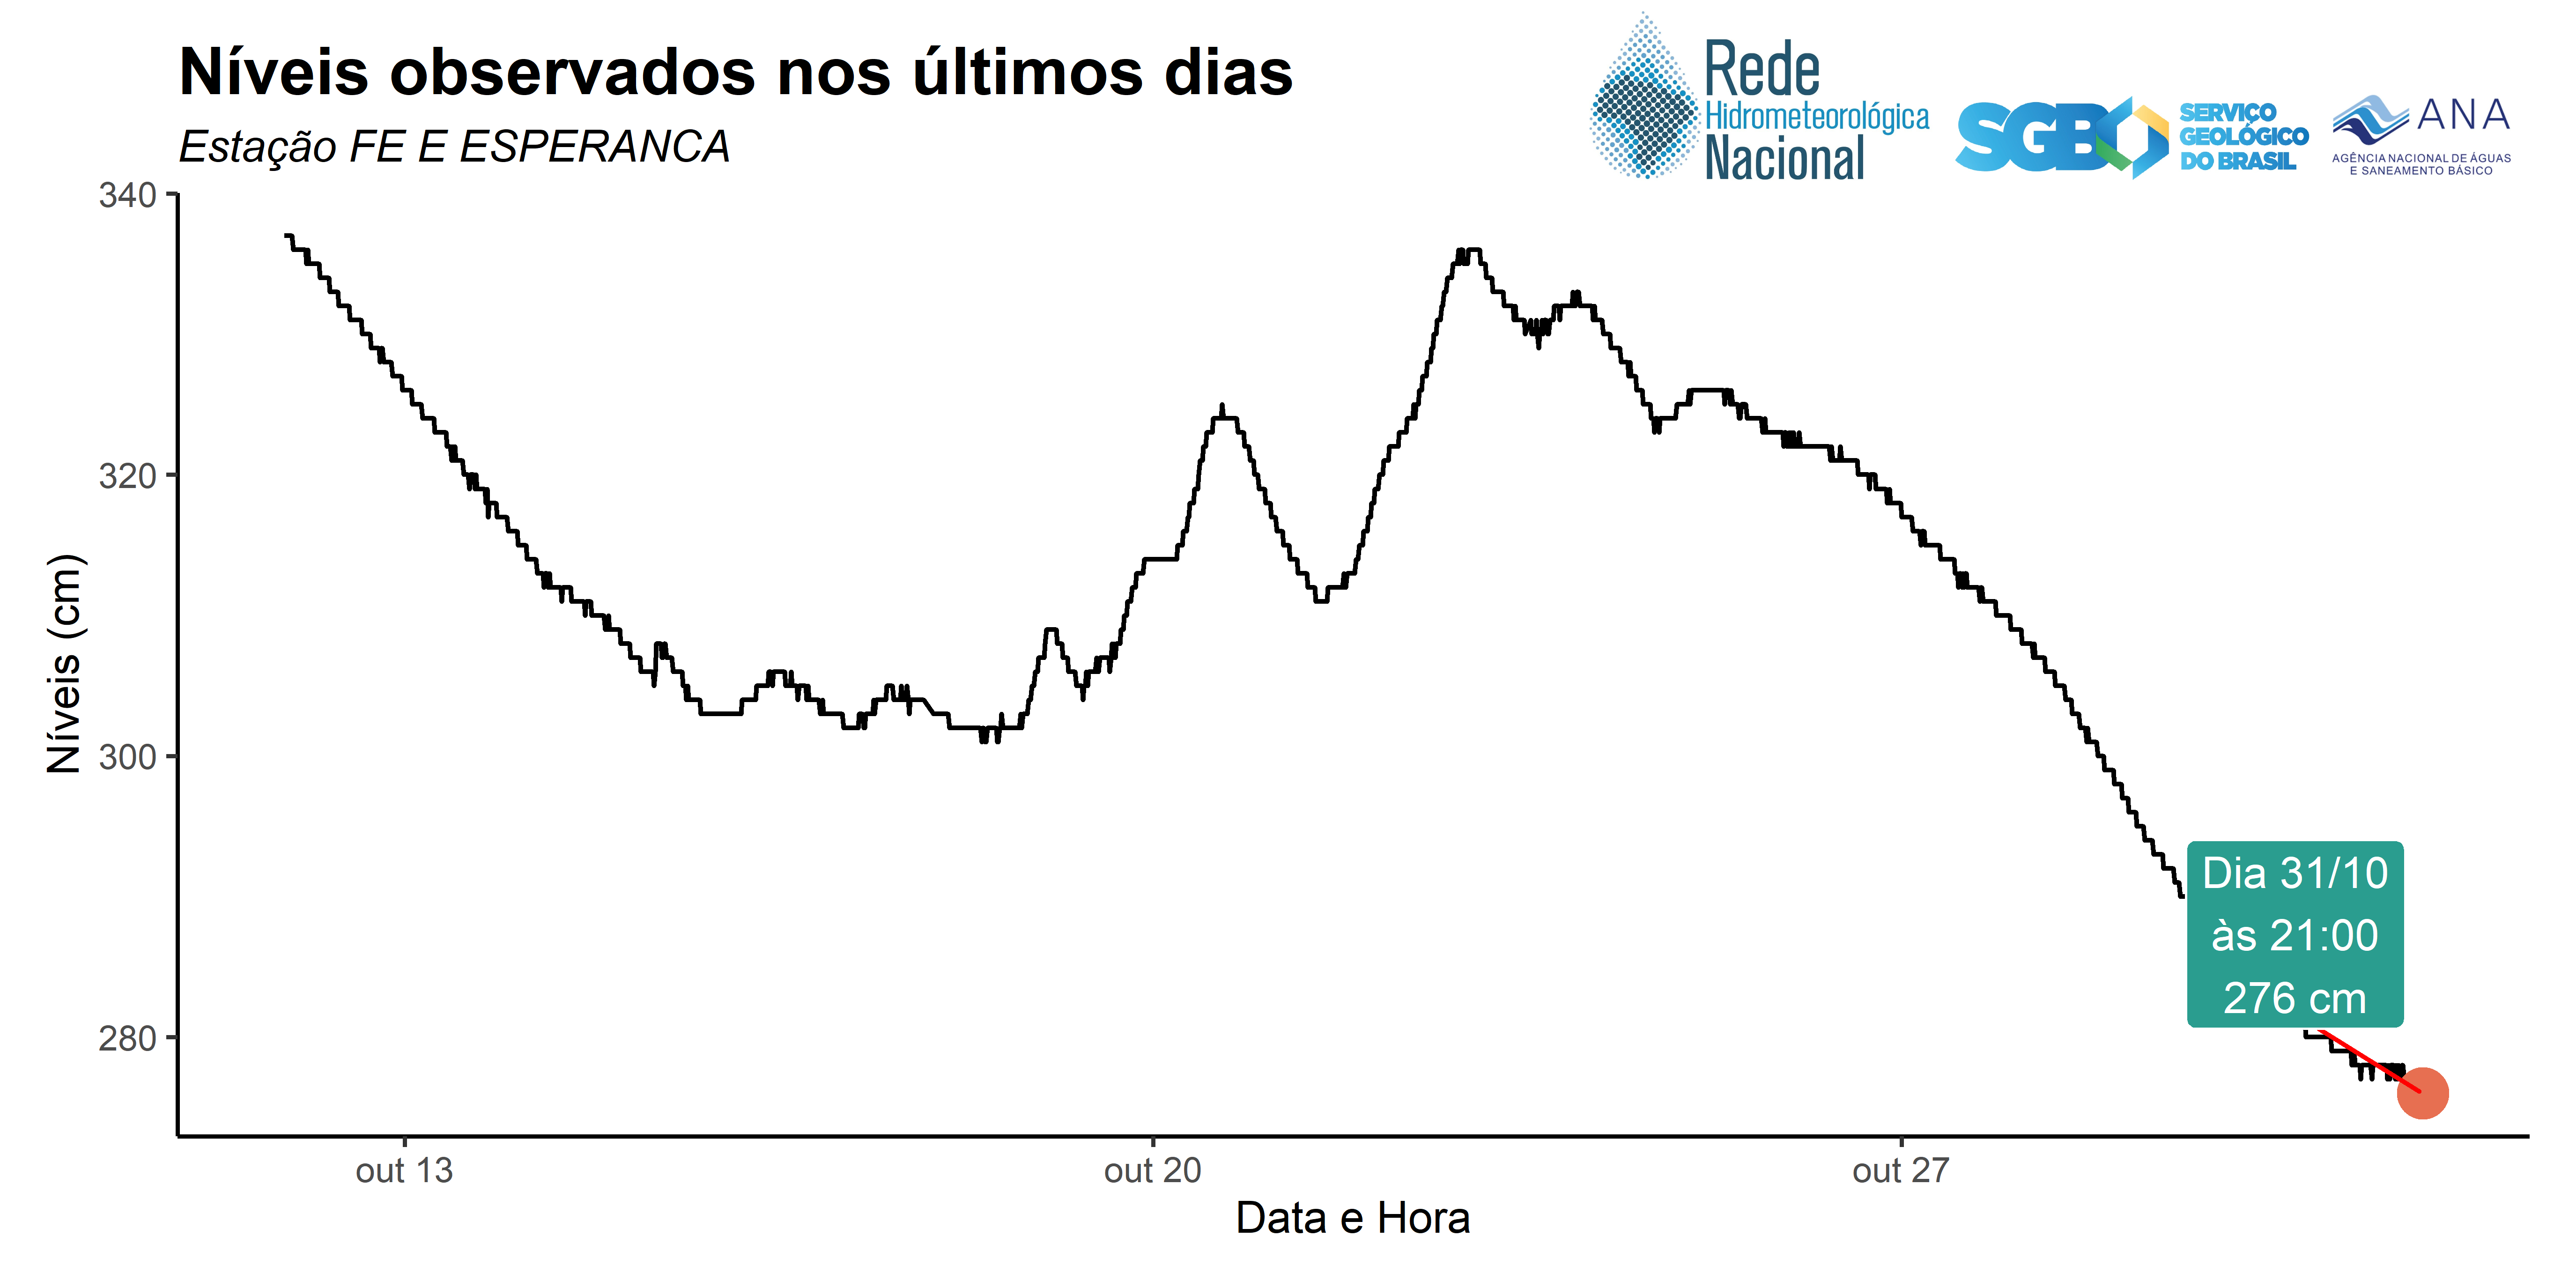 Níveis observados nos últimos dias
Estação FE E ESPERANCA
Rede
Hidrometeorológica
Nacional
SGB
SERVIÇO
GEOLÓGICO
DO BRASIL
ANA
AGÊNCIA NACIONAL DE ÁGUAS
E SANEAMENTO BÁSICO
340
320
300
280
Níveis (cm)
Dia 31/10
às 21:00
276 cm
out 13
out 20
out 27
Data e Hora